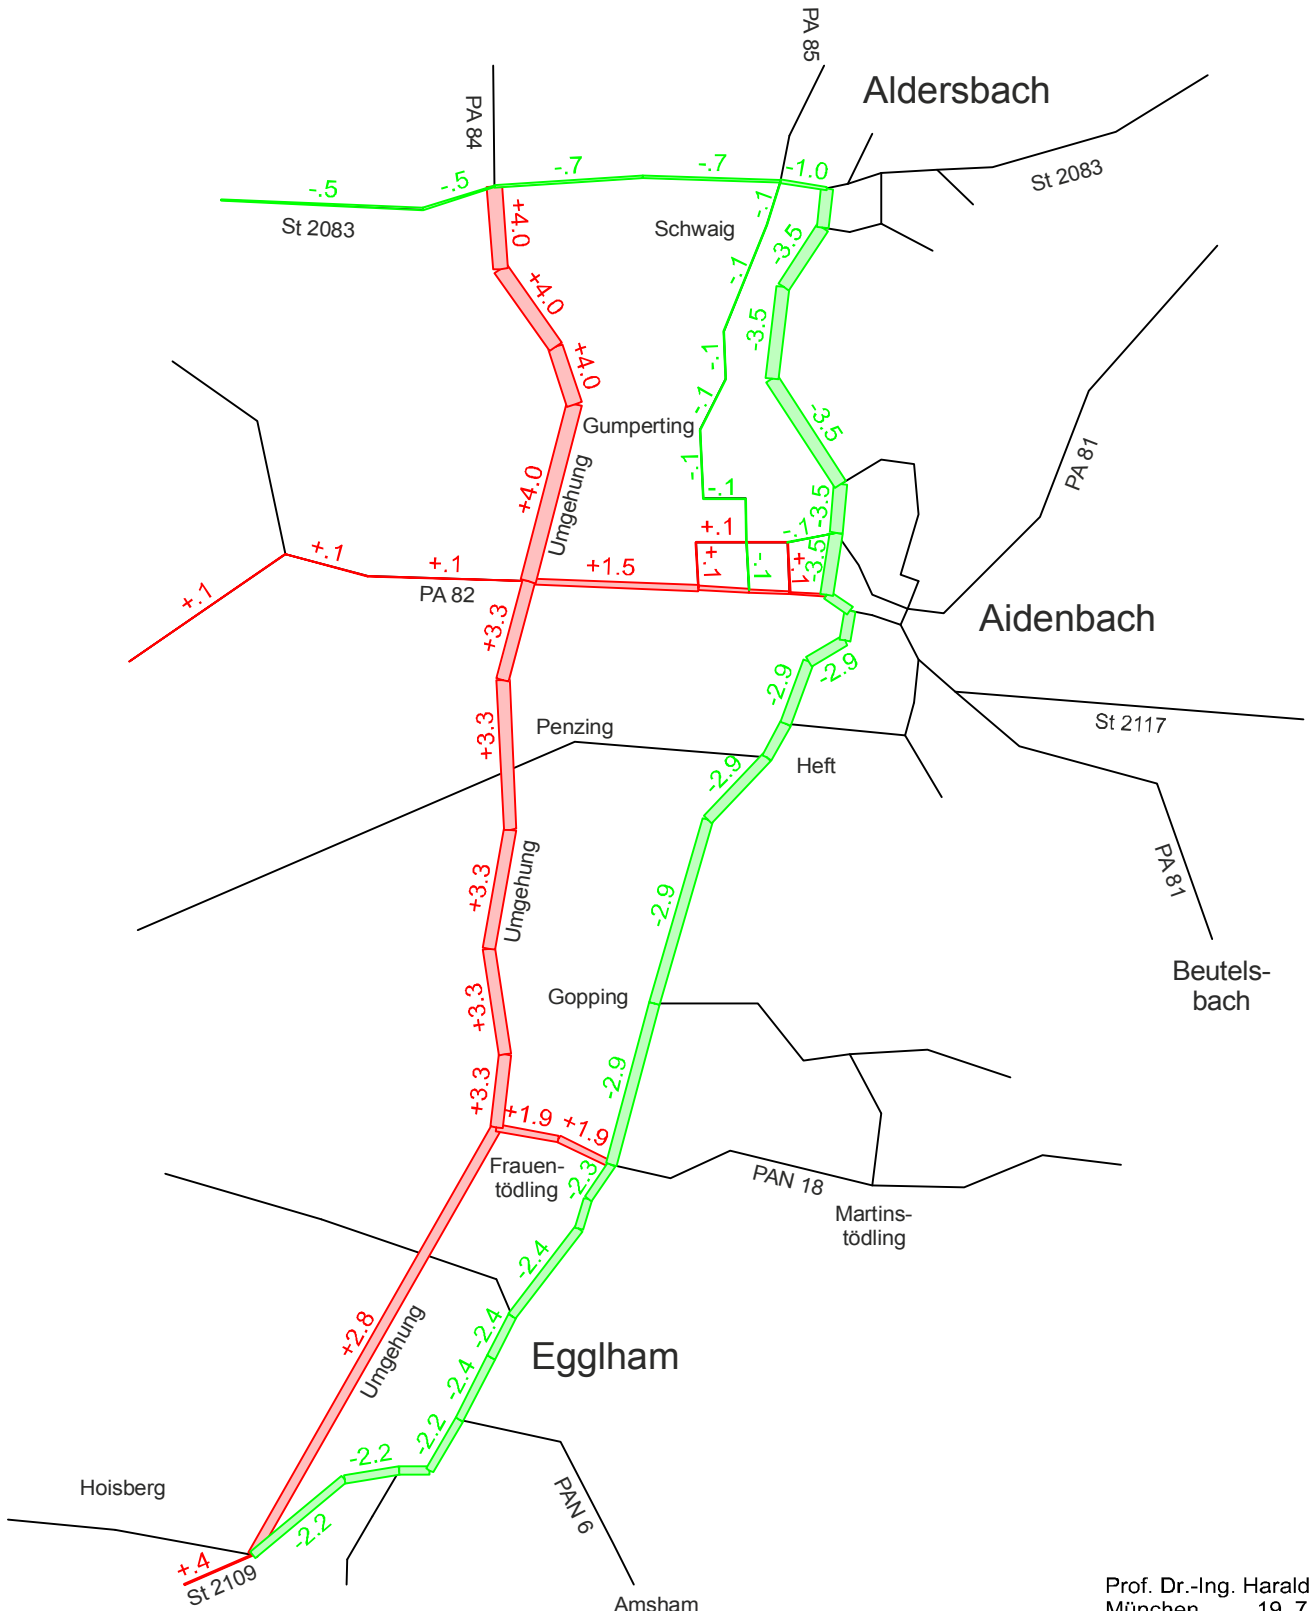 PA 85
Aldersbach
PA 84
-.7
-.7
-1.0
-.5
-.5
St 2083
St 2083
+4.0
-.1
Schwaig
-3.5
-.1
+4.0
-3.5
+4.0
-.1
-.1
-3.5
Gumperting
PA 81
-.1
+4.0
Umgehung
-.1
-3.5
+.1
-.7
+.1
+.1
+1.5
+.1
-.1
+.1
-3.5
+.1
PA 82
Aidenbach
+3.3
-2.9
-2.9
+3.3
Penzing
St 2117
Heft
-2.9
+3.3
Umgehung
-2.9
PA 81
Beutels-
bach
Gopping
+3.3
-2.9
+3.3
+1.9
+1.9
Frauen-
tödling
-2.3
PAN 18
Martins-
tödling
-2.4
+2.8
Umgehung
-2.4
Egglham
-2.4
-2.2
-2.2
Hoisberg
PAN 6
-2.2
+.4
St 2109
Amsham
Prof. Dr.-Ing. Harald
München
19. 7